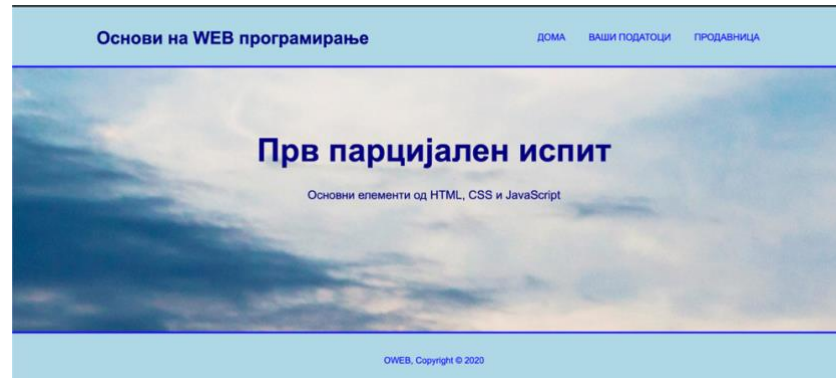 Основи на WEB програмирање
ДОМА ВАШИ ПОДАТОЦИ ПРОДАВНИЦА
Прв парцијален испит
Основни елементи од HTML, CSS и JavaScript
OWEB, Copyright © 2020